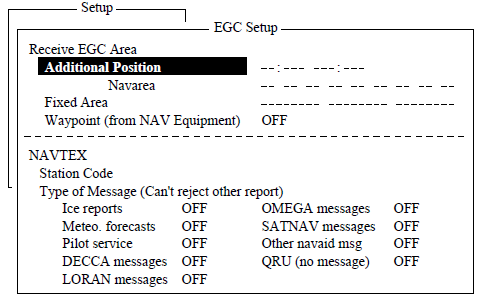 Setup
EGC Setup
Receive EGC Area
Additional Position --:--- ---:---
Navarea -- -- -- -- -- -- -- -- --
Fixed Area ------- -------
Waypoint (from NAV Equipment) OFF
NAVTEX
Station Code
Type of Message (Can't reject other report)
Ice reports OFF OMEGA messages OFF
Meteo. forecasts OFF SATNAV messages OFF
Pilot service OFF Other navaid msg OFF
DECCA messages OFF QRU (no message) OFF
LORAN messages OFF